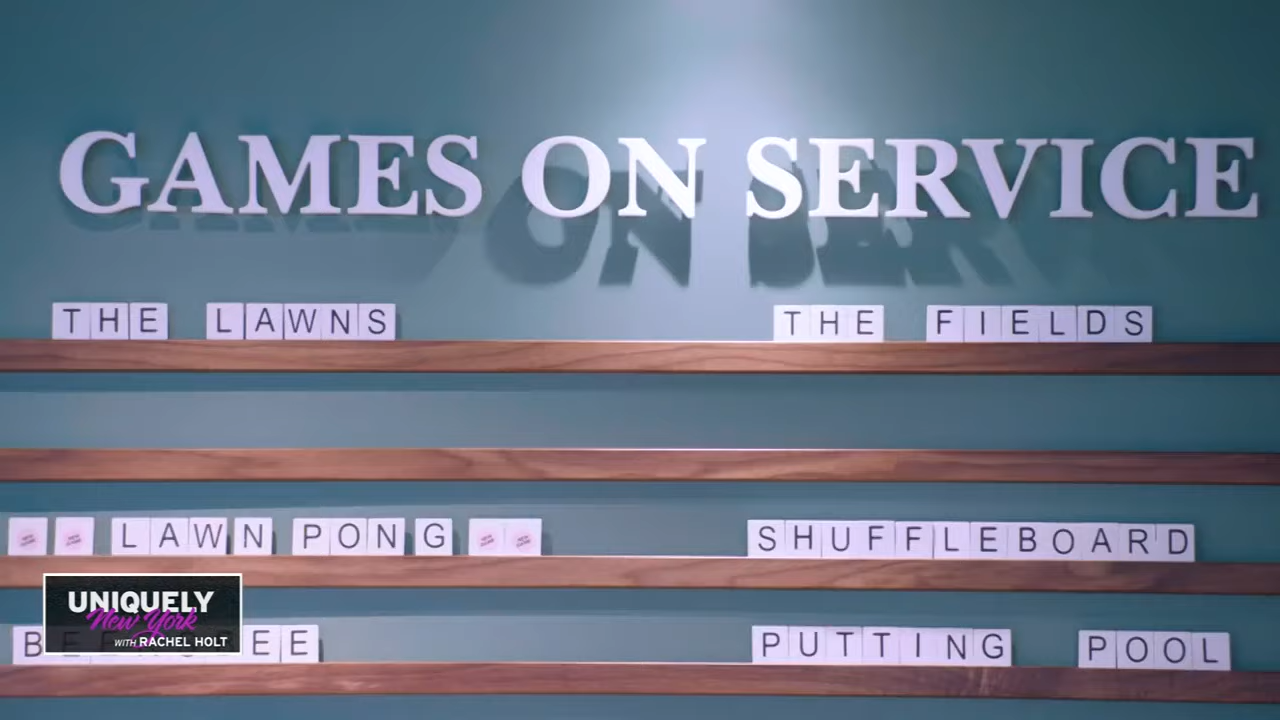 GAMES ON SERVICE
THE LAWNS
THE FIELDS
LAWN PONG
SHUFFLEBOARD
PUTTING POOL
UNIQUELY
New York
WITH RACHEL HOLT